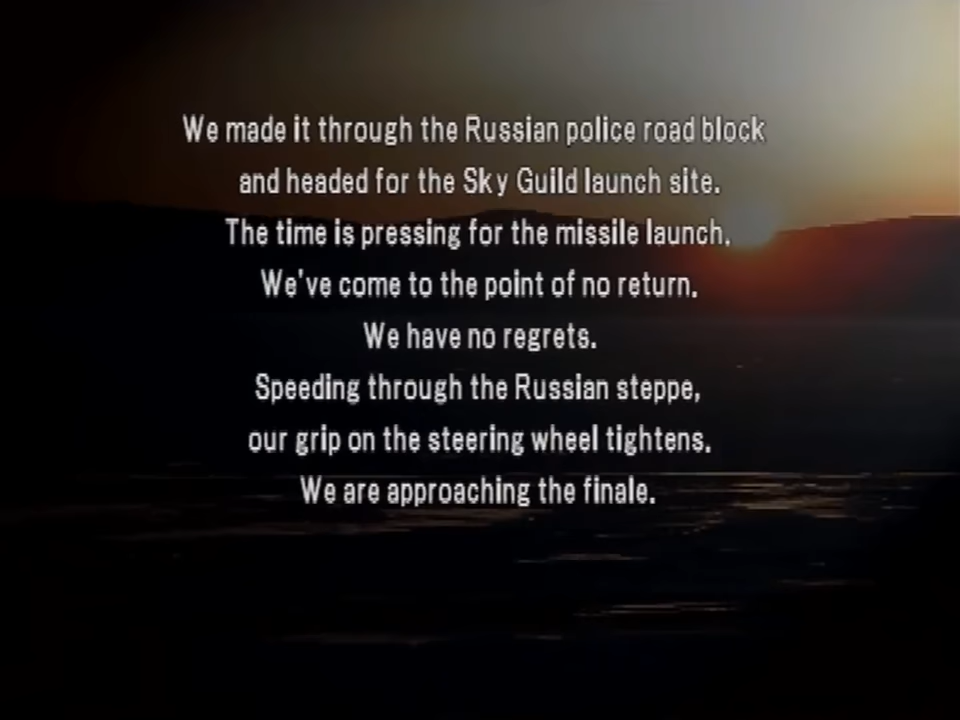 We made it through the Russian police road block
and headed for the Sky Guild launch site.
The time is pressing for the missile launch.
We've come to the point of no return.
We have no regrets.
Speeding through the Russian steppe,
our grip on the steering wheel tightens.
We are approaching the finale.